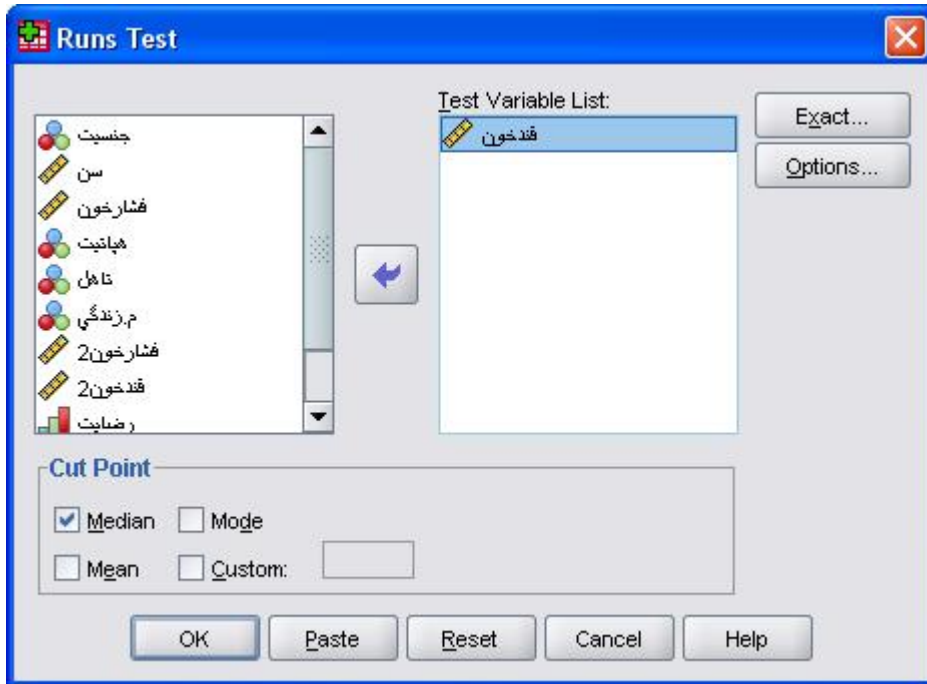 Runs Test
Test Variable List:
جنسیت
سن
فشارخون
هپاتیت
تاهل
م.زندگي
فشارخون2
قندخون2
رضایت
قندخون
Exact...
Options...
Cut Point
Median
Mode
Mean
Custom:
OK
Paste
Reset
Cancel
Help